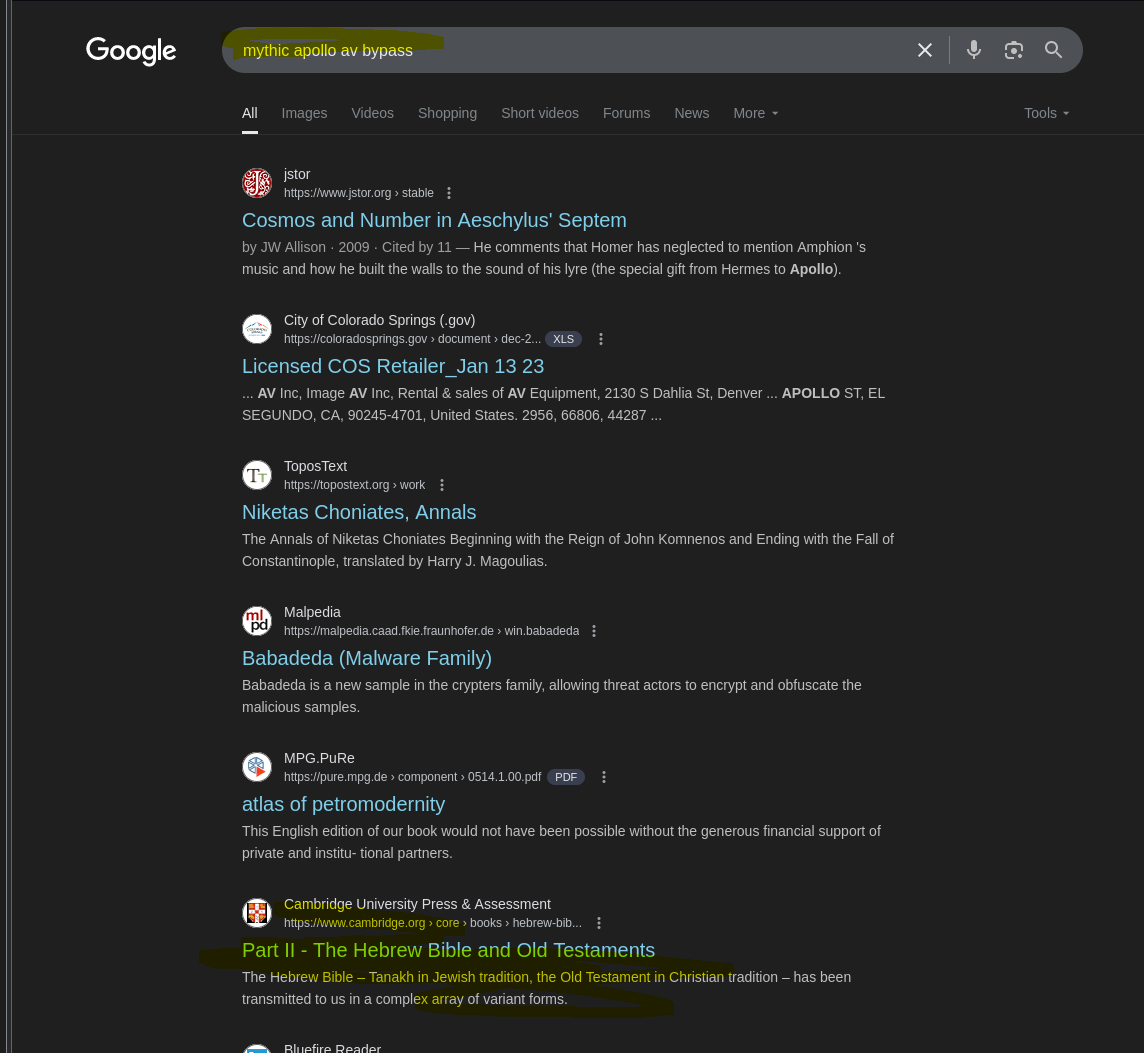 Google
mythic apollo av bypass
All Images Videos Shopping Short videos Forums News More Tools
jstor
https://www.jstor.org › stable
Cosmos and Number in Aeschylus' Septem
by JW Allison · 2009 · Cited by 11 — He comments that Homer has neglected to mention Amphion 's
music and how he built the walls to the sound of his lyre (the special gift from Hermes to Apollo).
City of Colorado Springs (.gov)
https://coloradosprings.gov › document › dec-2... XLS
Licensed COS Retailer_Jan 13 23
... AV Inc, Image AV Inc, Rental & sales of AV Equipment, 2130 S Dahlia St, Denver ... APOLLO ST, EL
SEGUNDO, CA, 90245-4701, United States. 2956, 66806, 44287 ...
TT
ToposText
https://topostext.org › work
Niketas Choniates, Annals
The Annals of Niketas Choniates Beginning with the Reign of John Komnenos and Ending with the Fall of
Constantinople, translated by Harry J. Magoulias.
ml
pd
Malpedia
https://malpedia.caad.fkie.fraunhofer.de › win.babadeda
Babadeda (Malware Family)
Babadeda is a new sample in the crypters family, allowing threat actors to encrypt and obfuscate the
malicious samples.
MPG.PuRe
https://pure.mpg.de › component › 0514.1.00.pdf PDF
atlas of petromodernity
This English edition of our book would not have been possible without the generous financial support of
private and institu- tional partners.
Cambridge University Press & Assessment
https://www.cambridge.org › core › books › hebrew-bib...
Part II - The Hebrew Bible and Old Testaments
The Hebrew Bible – Tanakh in Jewish tradition, the Old Testament in Christian tradition – has been
transmitted to us in a complex array of variant forms.
Bluefire Reader